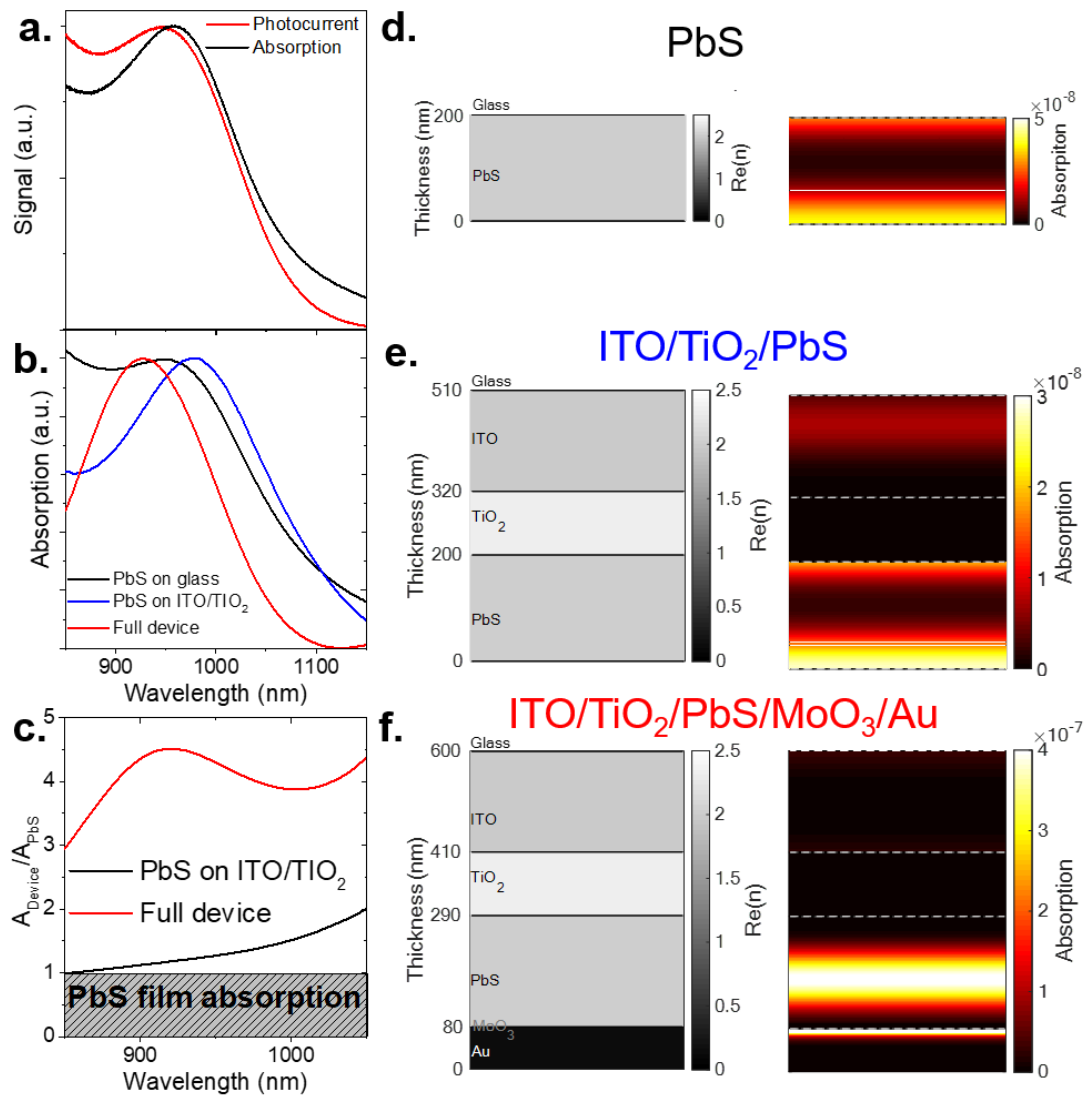 a.
Photocurrent
Absorption
Signal (a.u.)
b.
Absorption (a.u.)
PbS on glass
PbS on ITO/TIO2
Full device
900 1000 1100
Wavelength (nm)
c.
5
4
3
2
1
0
ADevice/APbS
PbS on ITO/TIO2
Full device
PbS film absorption
900 1000
Wavelength (nm)
d.
PbS
Glass
200
0
Thickness (nm)
PbS
2
1
0
Re(n)
×10-8
5
0
Absorpiton
e.
ITO/TiO2/PbS
Glass
510
320
200
0
Thickness (nm)
ITO
TiO2
PbS
2.5
2
1.5
1
0.5
0
Re(n)
×10-8
3
2
1
0
Absorption
f.
ITO/TiO2/PbS/MoO3/Au
Glass
600
410
290
80
0
Thickness (nm)
ITO
TiO2
PbS
MoO3
Au
2.5
2
1.5
1
0.5
0
Re(n)
×10-7
4
3
2
1
0
Absorption